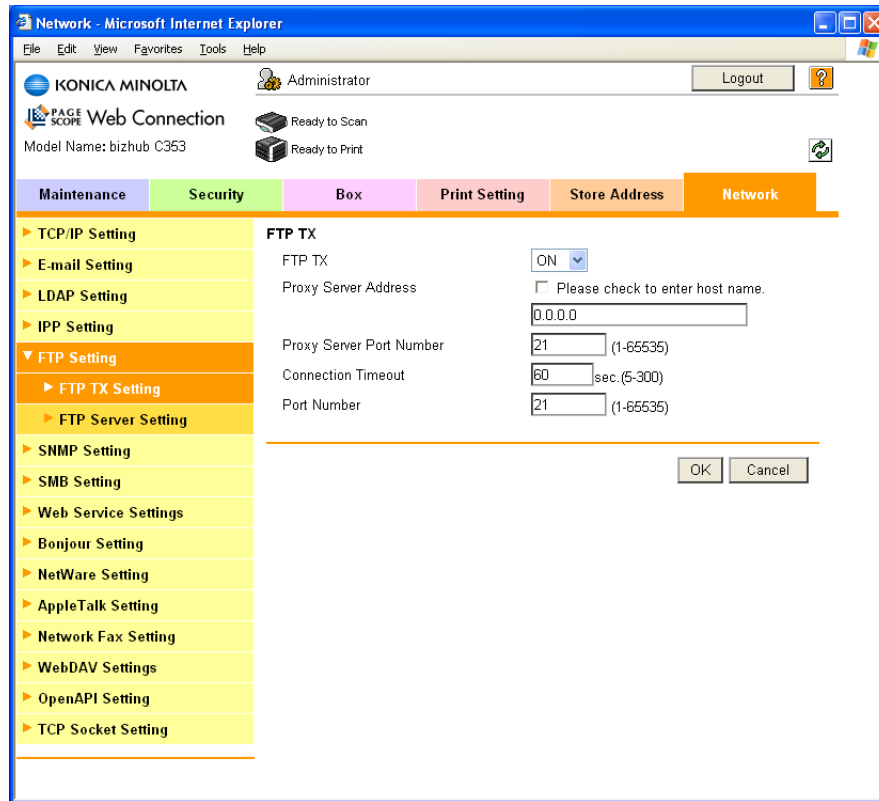 Network - Microsoft Internet Explorer
File Edit View Favorites Tools Help
KONICA MINOLTA
Administrator
Logout
?
PAGE SCOPE Web Connection
Ready to Scan
Model Name: bizhub C353
Ready to Print
Maintenance Security Box Print Setting Store Address Network
TCP/IP Setting
E-mail Setting
LDAP Setting
IPP Setting
FTP Setting
FTP TX Setting
FTP Server Setting
SNMP Setting
SMB Setting
Web Service Settings
Bonjour Setting
NetWare Setting
AppleTalk Setting
Network Fax Setting
WebDAV Settings
OpenAPI Setting
TCP Socket Setting
FTP TX
FTP TX ON
Proxy Server Address Please check to enter host name.
0.0.0.0
Proxy Server Port Number 21 (1-65535)
Connection Timeout 60 sec.(5-300)
Port Number 21 (1-65535)
OK Cancel